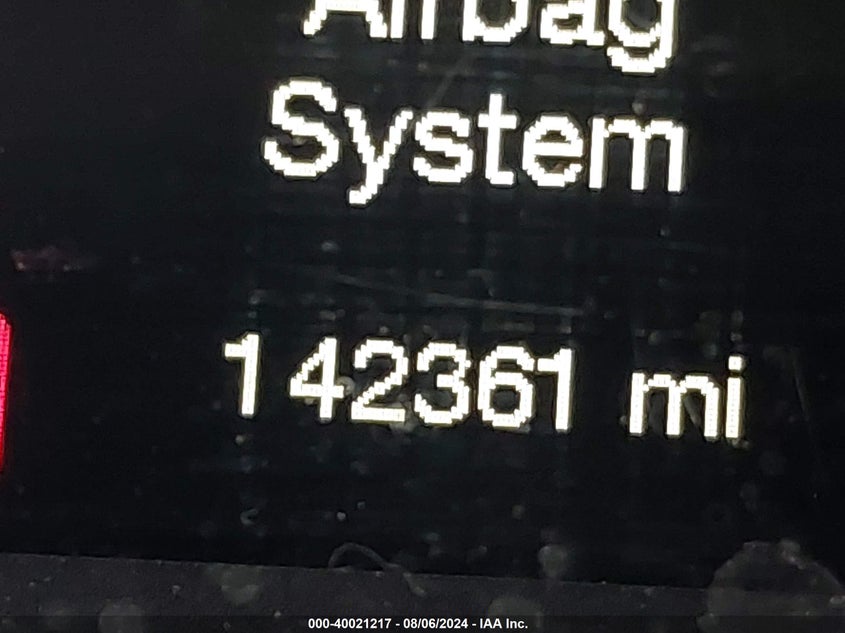 Airbag
System
142361 mi
000-40021217 - 08/06/2024 - IAA Inc.